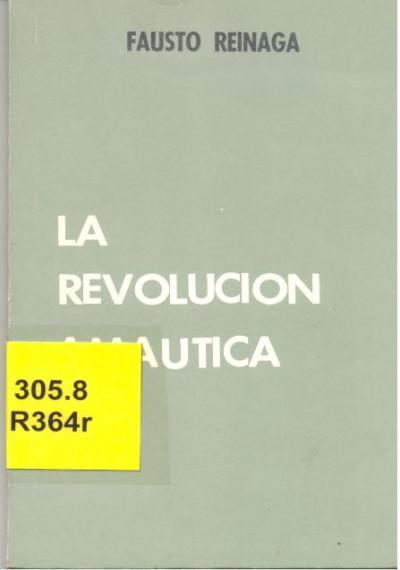 FAUSTO REINAGA
LA
REVOLUCION
AMAUTICA
305.8
R364r